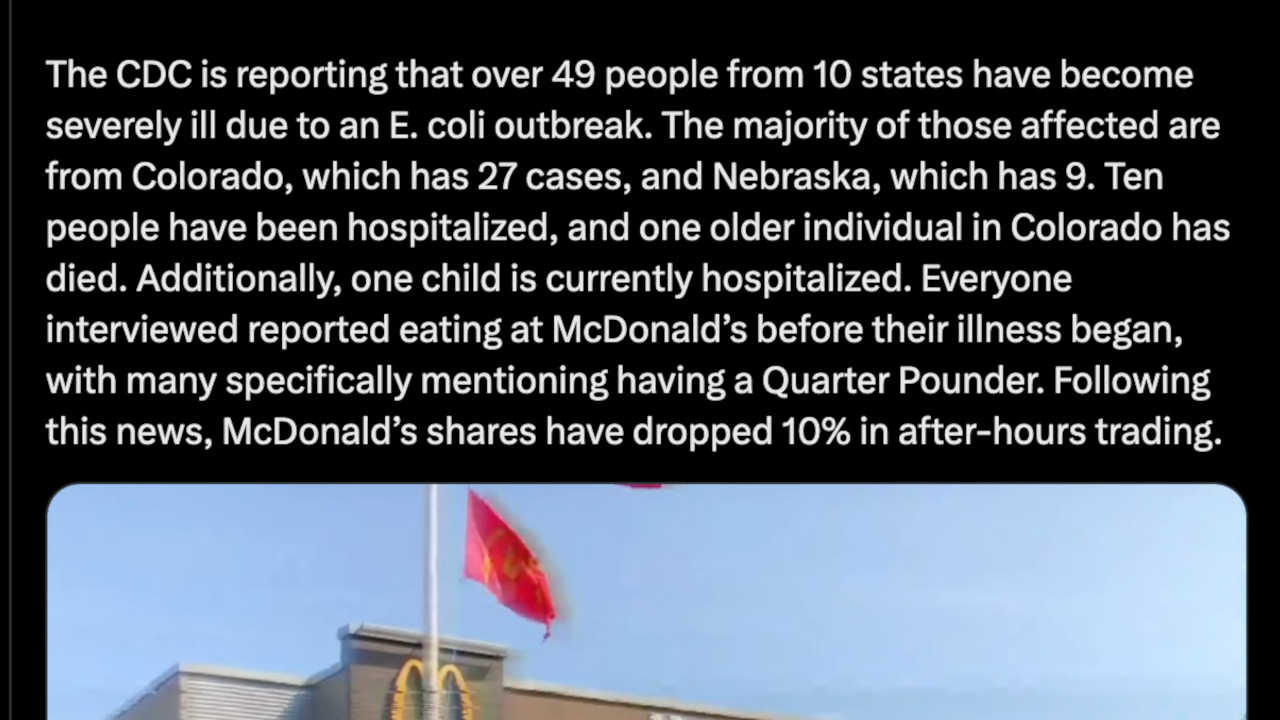 The CDC is reporting that over 49 people from 10 states have become
severely ill due to an E. coli outbreak. The majority of those affected are
from Colorado, which has 27 cases, and Nebraska, which has 9. Ten
people have been hospitalized, and one older individual in Colorado has
died. Additionally, one child is currently hospitalized. Everyone
interviewed reported eating at McDonald’s before their illness began,
with many specifically mentioning having a Quarter Pounder. Following
this news, McDonald’s shares have dropped 10% in after-hours trading.